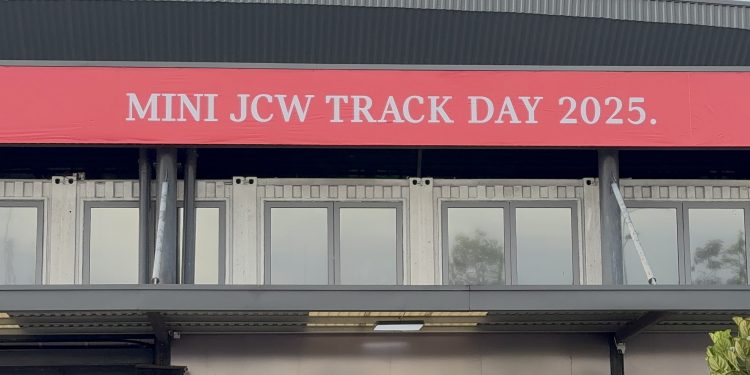 MINI JCW TRACK DAY 2025.